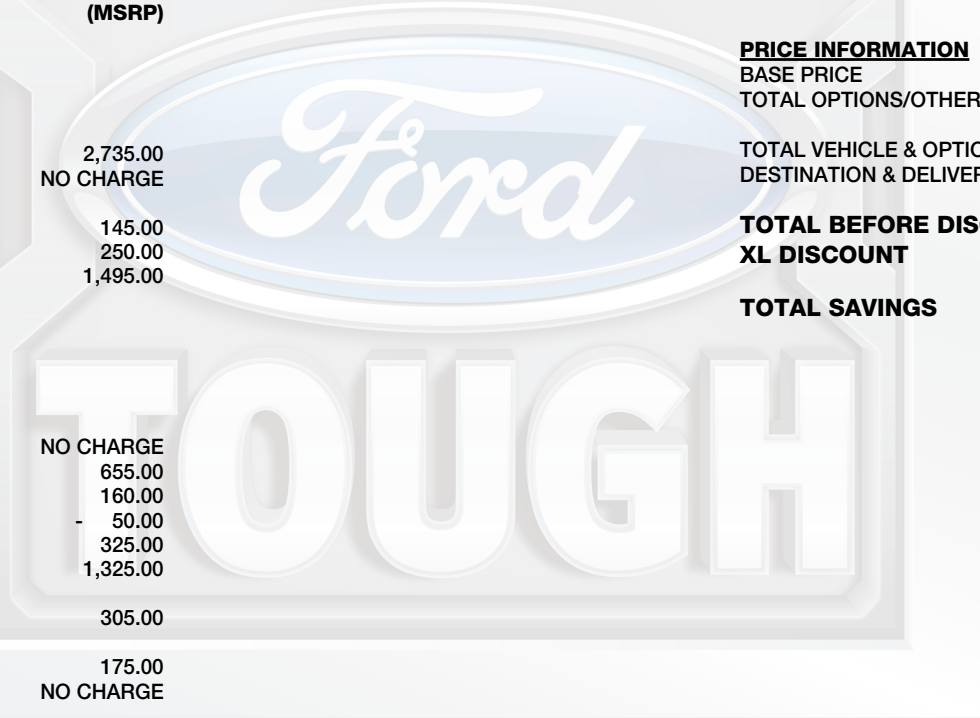 (MSRP)
2,735.00
NO CHARGE
145.00
250.00
1,495.00
NO CHARGE
655.00
160.00
- 50.00
325.00
1,325.00
305.00
175.00
NO CHARGE
PRICE INFORMATION
BASE PRICE
TOTAL OPTIONS/OTHER
TOTAL VEHICLE & OPTIO
DESTINATION & DELIVER
TOTAL BEFORE DISC
XL DISCOUNT
TOTAL SAVINGS
Ford
TOUGH